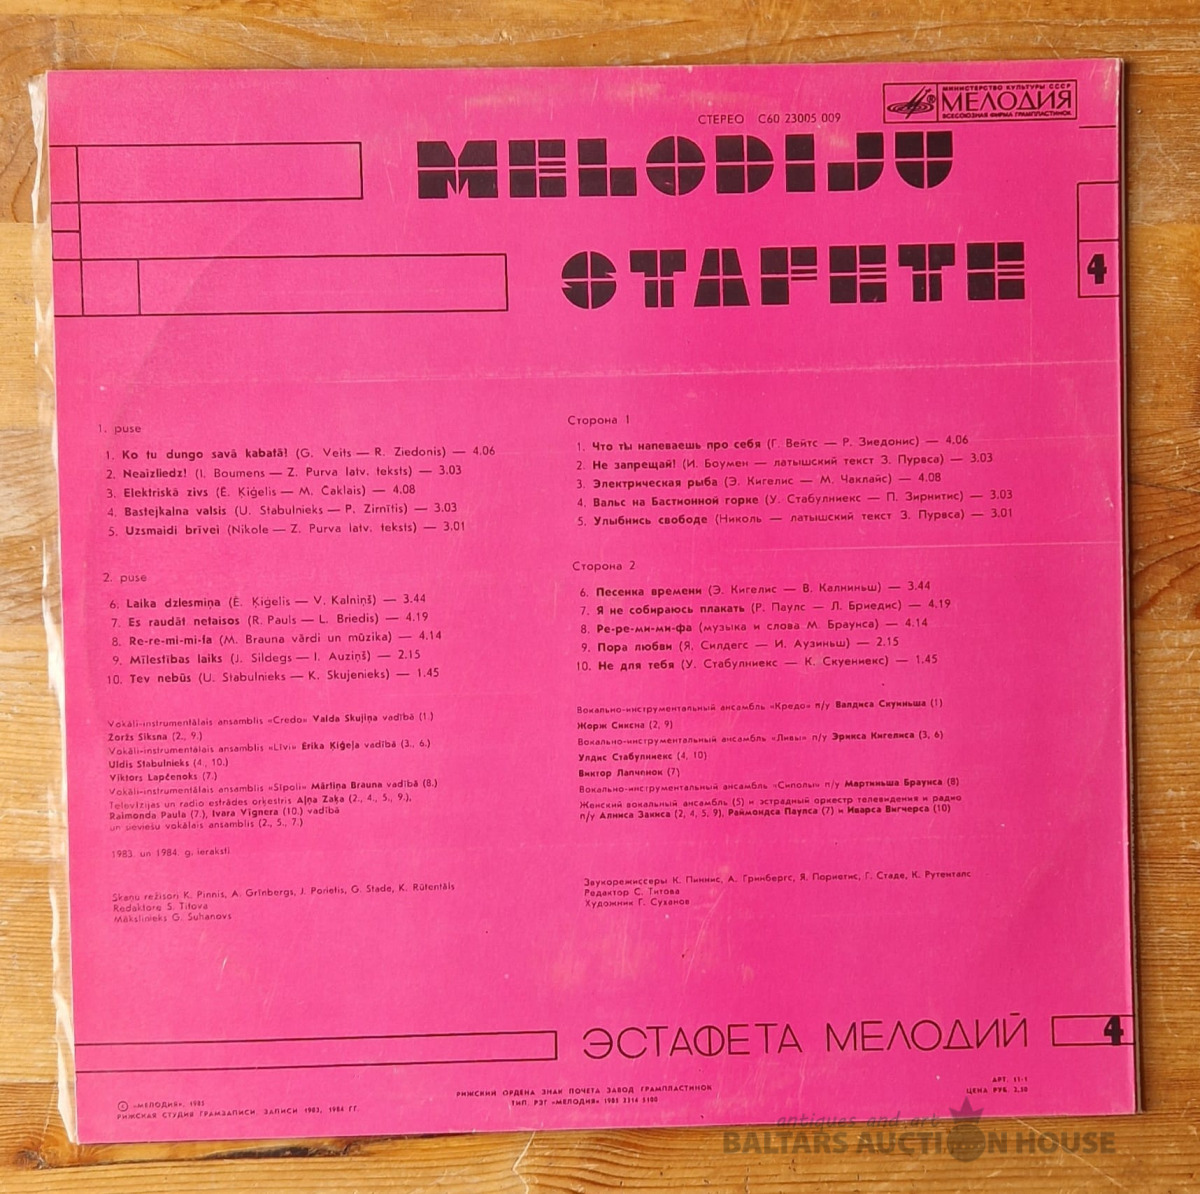 МИНИСТЕРСТВО КУЛЬТУРЫ СССР
МЕЛОДИЯ
ВСЕСОЮЗНАЯ ФИРМА ГРАМПЛАСТИНОК
СТЕРЕО С60 23005 009
MELODIJU
STAFETE
4
1. puse
1. Ko tu dungo savā kabatā! (G. Veits — R. Ziedonis) — 4.06
2. Neaizliedz! (I. Boumens — Z. Purva latv. teksts) — 3.03
3. Elektriskā zivs (Ē. Ķiģelis — M. Čaklais) — 4.08
4. Bastejkalna valsis (U. Stabulnieks — P. Zirnītis) — 3.03
5. Uzsmaidi brīvei (Nikole — Z. Purva latv. teksts) — 3.01
2. puse
6. Laika dziesmiņa (Ē. Ķiģelis — V. Kalniņš) — 3.44
7. Es raudāt netaisos (R. Pauls — L. Briedis) — 4.19
8. Re-re-mi-mi-fa (M. Brauna vārdi un mūzika) — 4.14
9. Mīlestības laiks (J. Sildegs — I. Auziņš) — 2.15
10. Tev nebūs (U. Stabulnieks — K. Skujenieks) — 1.45
Vokāli-instrumentālais ansamblis «Credo» Valda Skujiņa vadībā (1.)
Žoržs Siksna (2., 9.)
Vokāli-instrumentālais ansamblis «Līvi» Ērika Ķiģeļa vadībā (3., 6.)
Uldis Stabulnieks (4., 10.)
Viktors Lapčenoks (7.)
Vokāli-instrumentālais ansamblis «Sīpoli» Mārtiņa Brauna vadībā (8.)
Televīzijas un radio estrādes orķestris Alņa Zaķa (2., 4., 5., 9.),
Raimonda Paula (7.), Ivara Vīgnera (10.) vadībā
un sieviešu vokālais ansamblis (2., 5., 7.)
1983. un 1984. g. ieraksti
Skaņu režisori K. Pinnis, A. Grīnbergs, J. Porietis, G. Stade, K. Rūtentāls
Redaktore S. Titova
Mākslinieks G. Suhanovs
Сторона 1
1. Что ты напеваешь про себя (Г. Вейтс — Р. Зиедонис) — 4.06
2. Не запрещай! (И. Боумен — латышский текст З. Пурвса) — 3.03
3. Электрическая рыба (Э. Кигелис — М. Чаклайс) — 4.08
4. Вальс на Бастионной горке (У. Стабулниекс — П. Зирнитис) — 3.03
5. Улыбнись свободе (Николь — латышский текст З. Пурвса) — 3.01
Сторона 2
6. Песенка времени (Э. Кигелис — В. Калниньш) — 3.44
7. Я не собираюсь плакать (Р. Паулс — Л. Бриедис) — 4.19
8. Ре-ре-ми-ми-фа (музыка и слова М. Браунса) — 4.14
9. Пора любви (Я. Силдегс — И. Аузиньш) — 2.15
10. Не для тебя (У. Стабулниекс — К. Скуениекс) — 1.45
Вокально-инструментальный ансамбль «Кредо» п/у Валдиса Скуиньша (1)
Жорж Сиксна (2, 9)
Вокально-инструментальный ансамбль «Ливы» п/у Эрикса Кигелиса (3, 6)
Улдис Стабулниекс (4, 10)
Виктор Лапченок (7)
Вокально-инструментальный ансамбль «Сиполы» п/у Мартиньша Браунса (8)
Женский вокальный ансамбль (5) и эстрадный оркестр телевидения и радио
п/у Алниса Закиса (2, 4, 5, 9), Раймондса Паулса (7) и Иварса Вигнерса (10)
Звукорежиссеры К. Пиннис, А. Гринбергс, Я. Пориетис, Г. Стаде, К. Рутенталс
Редактор С. Титова
Художник Г. Суханов
ЭСТАФЕТА МЕЛОДИЙ
4
© «МЕЛОДИЯ», 1985
РИЖСКАЯ СТУДИЯ ГРАМЗАПИСИ. ЗАПИСИ 1983, 1984 ГГ.
РИЖСКИЙ ОРДЕНА ЗНАК ПОЧЕТА ЗАВОД ГРАМПЛАСТИНОК
ТИП. РЗГ «МЕЛОДИЯ» 1985 2314 5100
АРТ. 11-1
ЦЕНА РУБ. 2,50
antiques and art
BALTARS AUCTION HOUSE